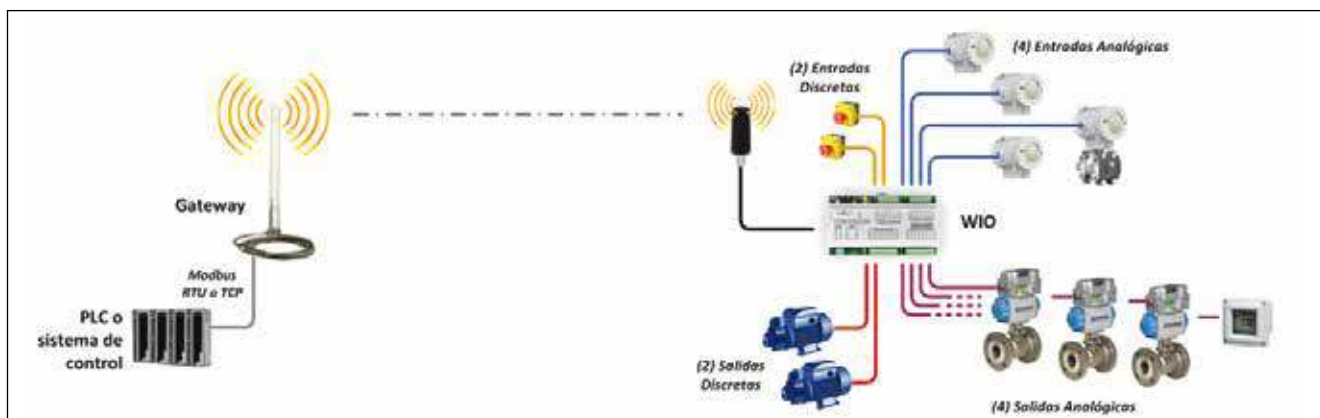 (4) Entradas Analógicas
(2) Entradas
Discretas
Gateway
WIO
Modbus
RTU o TCP
PLC o
sistema de
control
(2) Salidas
Discretas
(4) Salidas Analógicas